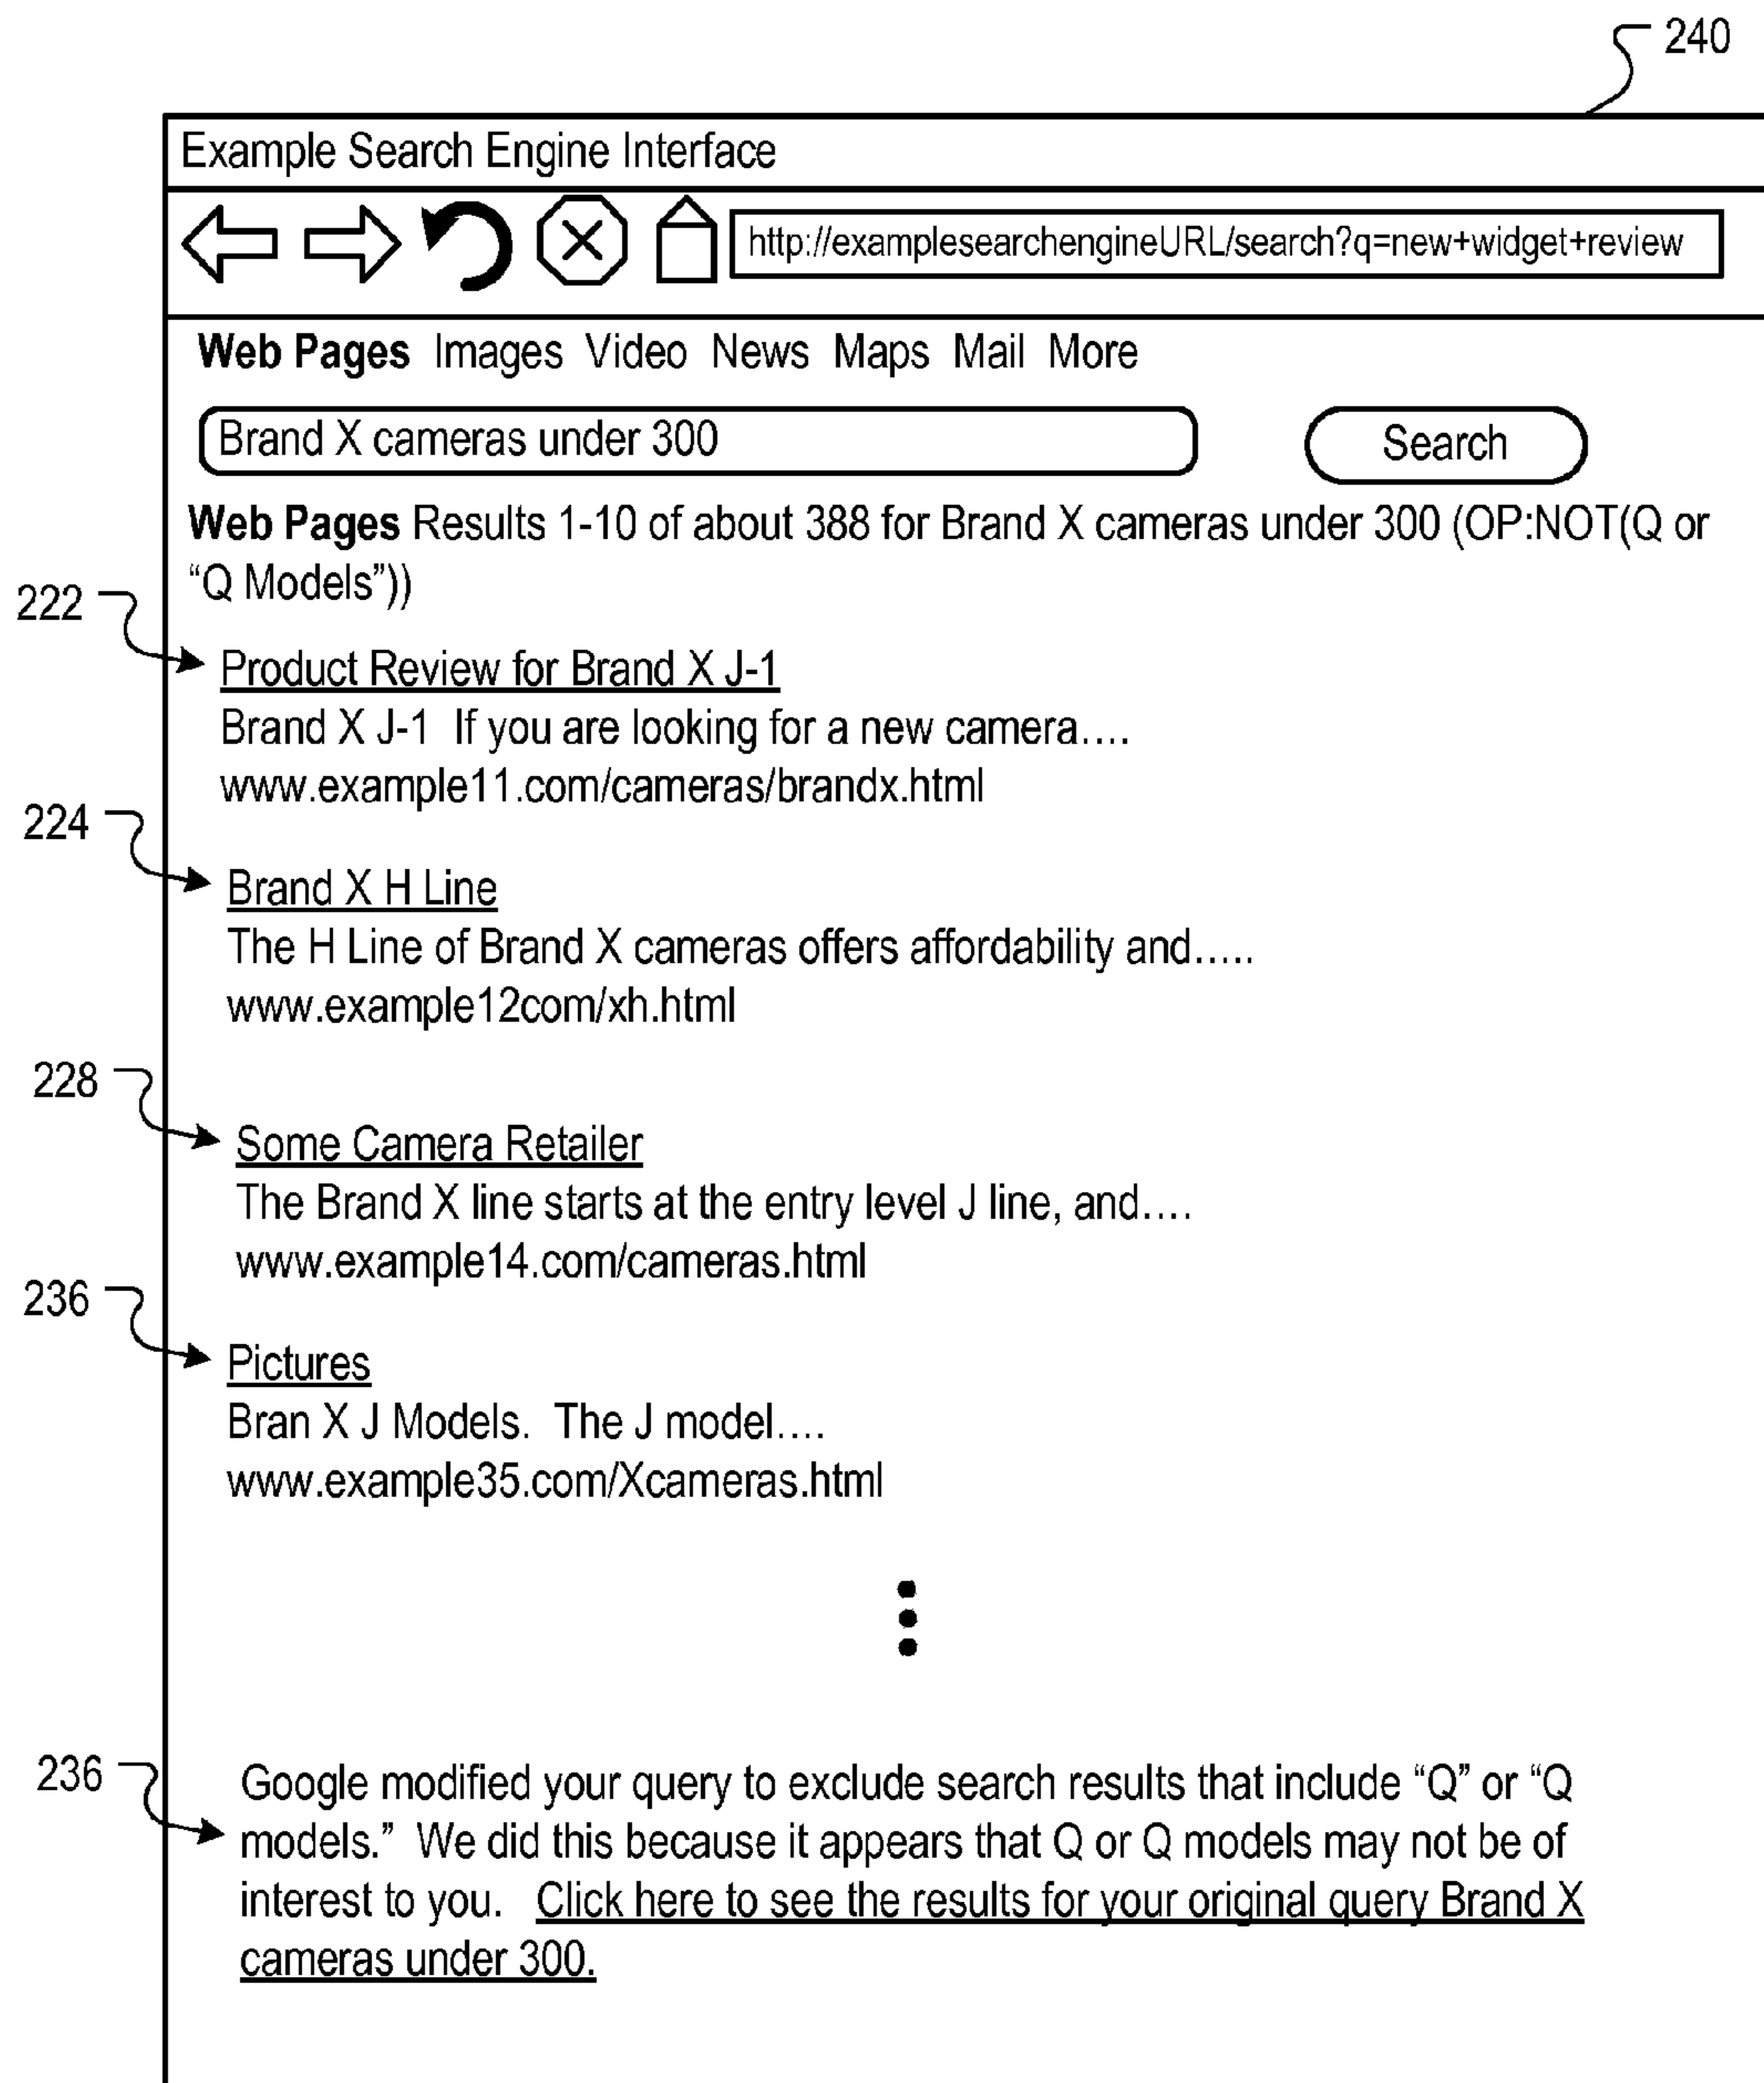 240
Example Search Engine Interface
http://examplesearchengineURL/search?q=new+widget+review
Web Pages Images Video News Maps Mail More
Brand X cameras under 300
Search
Web Pages Results 1-10 of about 388 for Brand X cameras under 300 (OP:NOT(Q or
“Q Models”))
222
Product Review for Brand X J-1
Brand X J-1 If you are looking for a new camera....
www.example11.com/cameras/brandx.html
224
Brand X H Line
The H Line of Brand X cameras offers affordability and.....
www.example12com/xh.html
228
Some Camera Retailer
The Brand X line starts at the entry level J line, and....
www.example14.com/cameras.html
236
Pictures
Bran X J Models. The J model....
www.example35.com/Xcameras.html
236
Google modified your query to exclude search results that include “Q” or “Q
models.” We did this because it appears that Q or Q models may not be of
interest to you. Click here to see the results for your original query Brand X
cameras under 300.